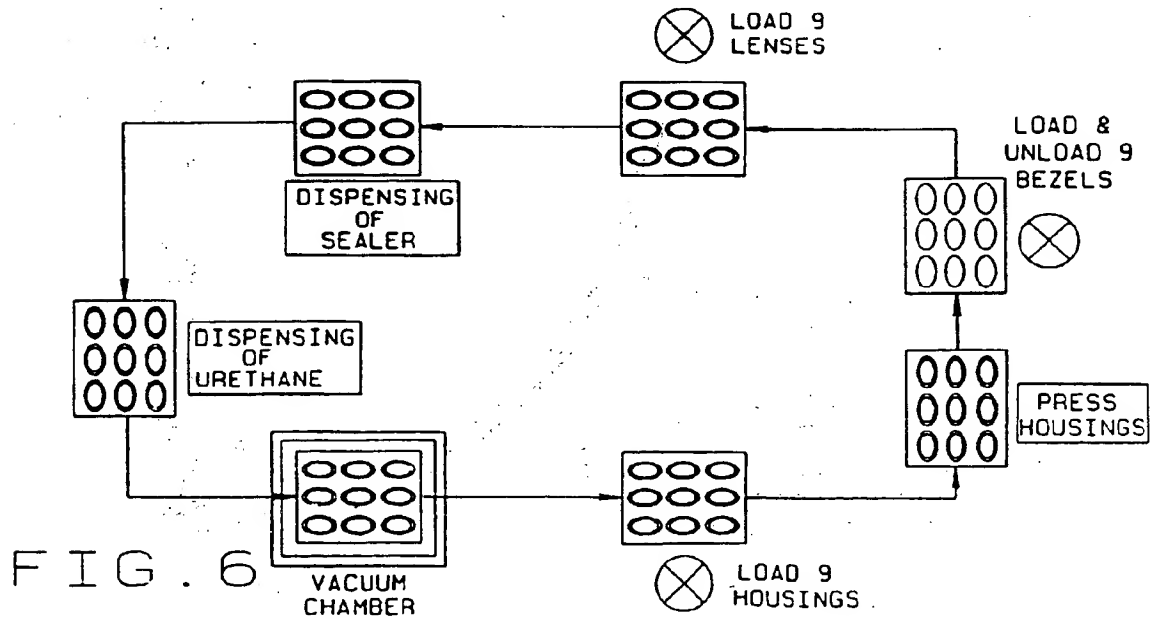 LOAD 9
LENSES
LOAD &
UNLOAD 9
BEZELS
DISPENSING
OF
SEALER
DISPENSING
OF
URETHANE
PRESS
HOUSINGS
VACUUM
CHAMBER
LOAD 9
HOUSINGS
FIG.6